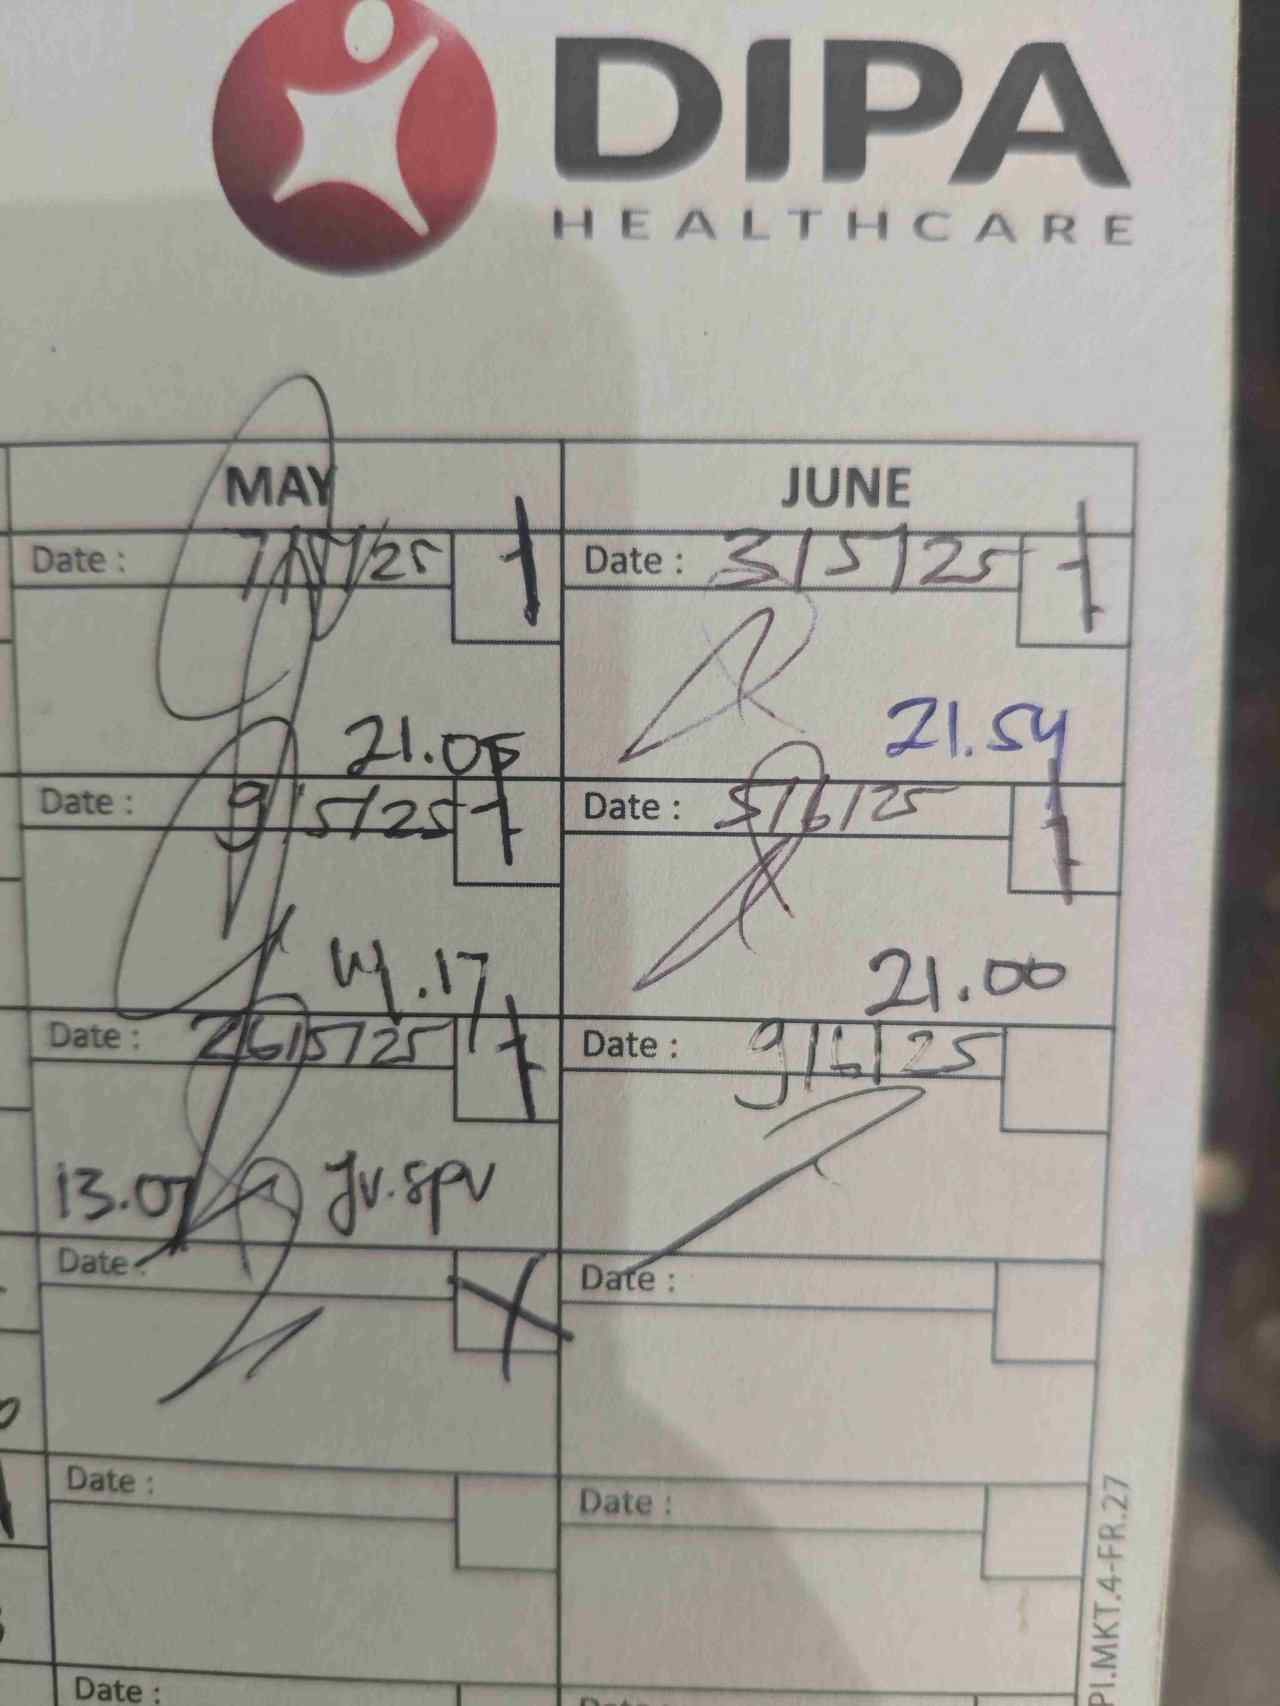 DIPA
HEALTHCARE
MAY
JUNE
Date : 7/5/25
Date : 3/5/25
21.05
21.54
Date : 9/5/25
Date : 5/6/25
.17
21.00
Date : 26/5/25
Date : 9/6/25
13.07 Jv.spv
Date :
Date :
Date :
Date :
Date :
PI.MKT.4-FR.27